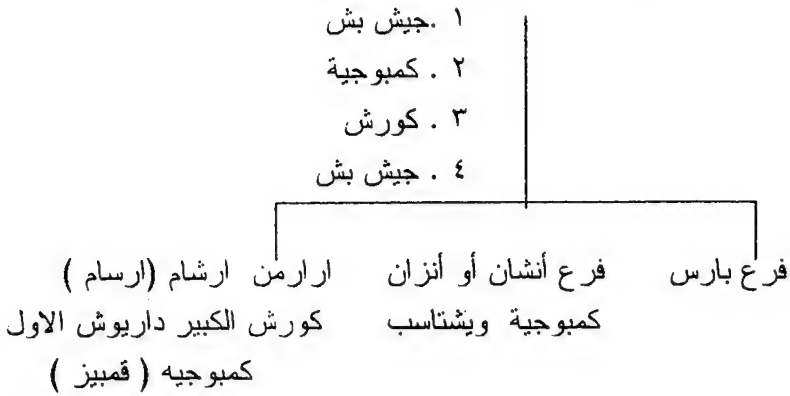 ١ .جيش بش
٢ . كمبوجية
٣ . كورش
٤ . جيش بش
فرع بارس فرع أنشان أو أنزان ارارمن ارشام (ارسام )
كمبوجية ويشتاسب كورش الكبير داريوش الاول
كمبوجيه ( قمبيز )